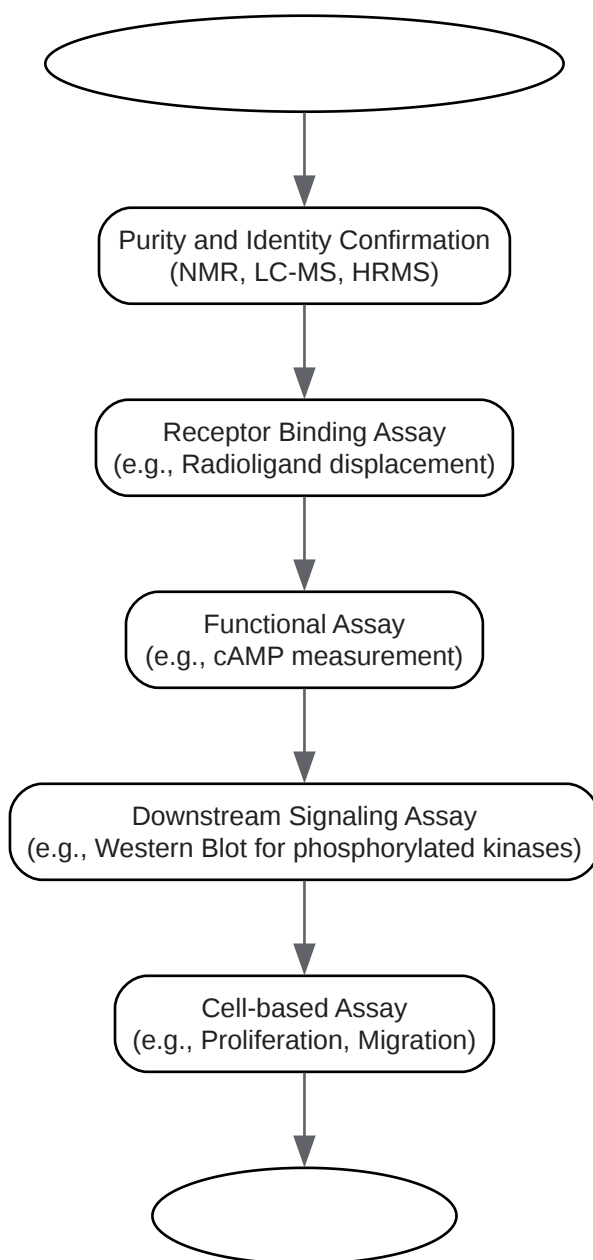 Purity and Identity Confirmation
(NMR, LC-MS, HRMS)
Receptor Binding Assay
(e.g., Radioligand displacement)
Functional Assay
(e.g., cAMP measurement)
Downstream Signaling Assay
(e.g., Western Blot for phosphorylated kinases)
Cell-based Assay
(e.g., Proliferation, Migration)